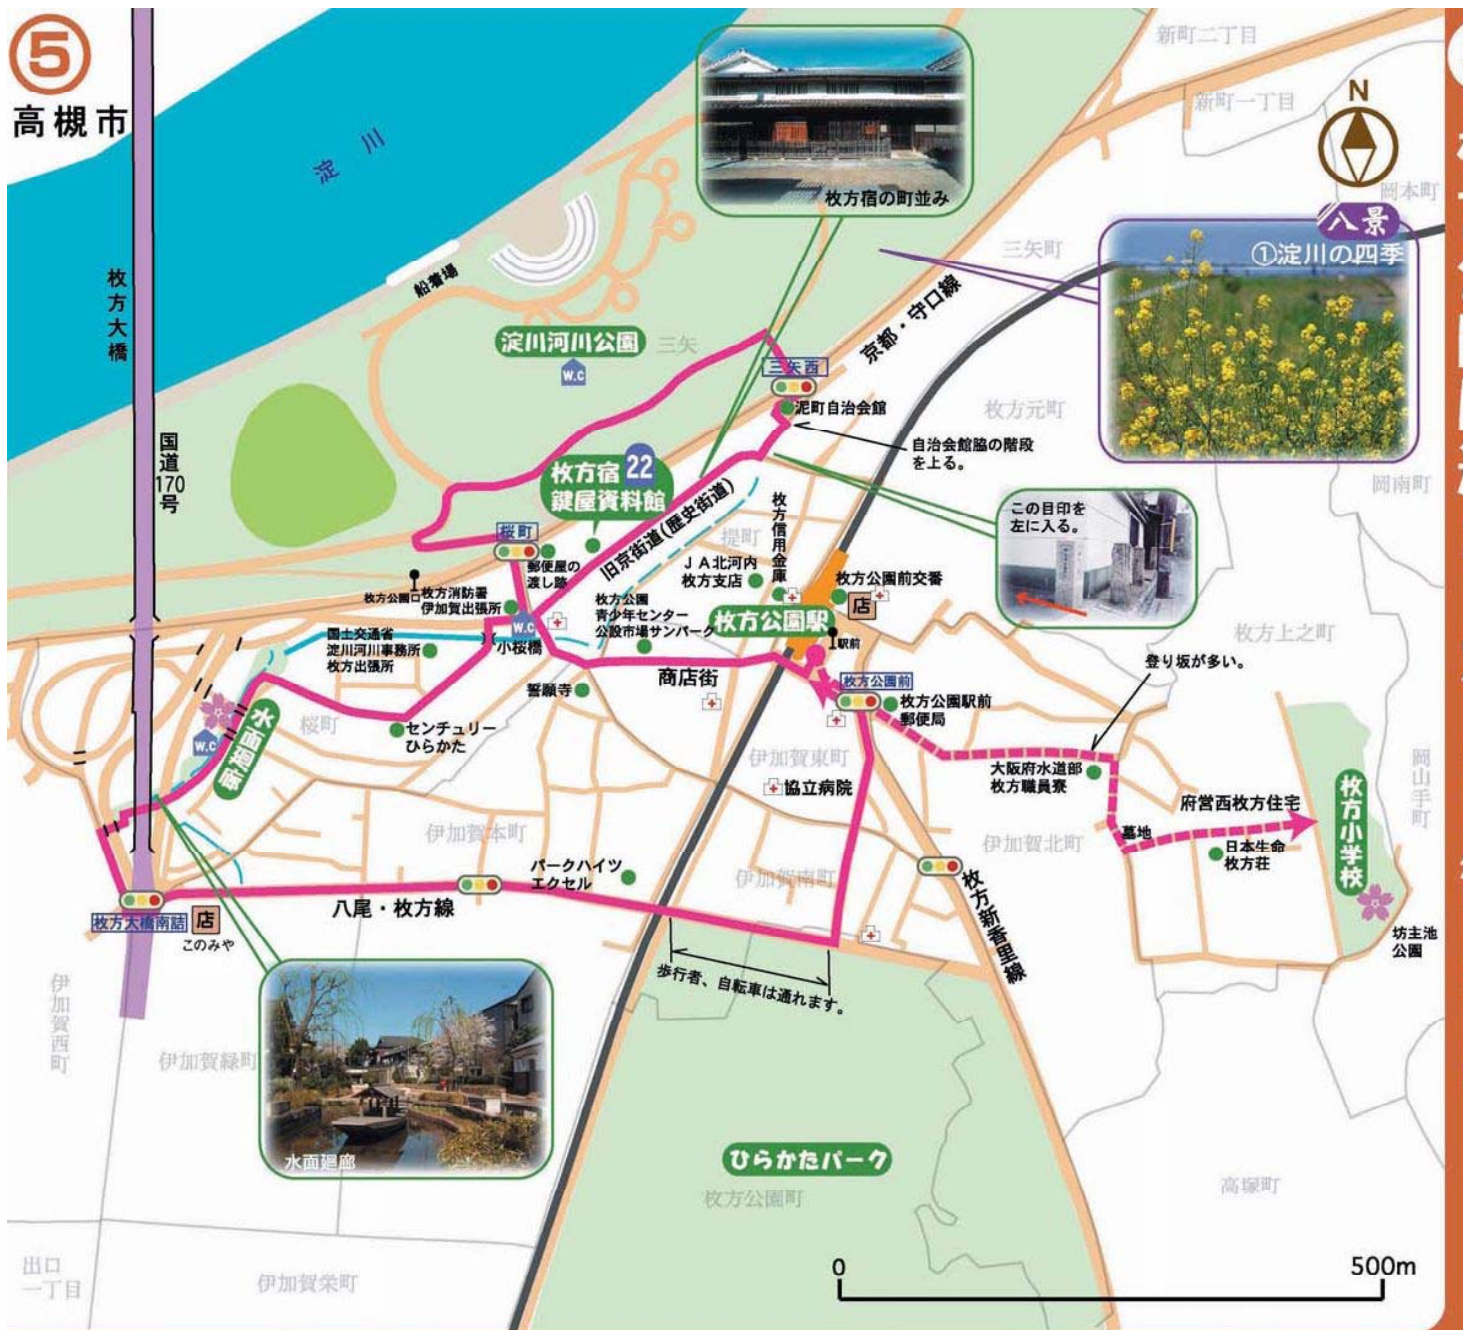 ⑤
高槻市
淀川
枚方大橋
国道170号
船着場
淀川河川公園
W.C
三矢
枚方宿の町並み
新町二丁目
新町一丁目
N
岡本町
八景
①淀川の四季
三矢町
京都・守口線
三矢西
泥町自治会館
自治会館脇の階段
を上る。
枚方元町
岡南町
この目印を
左に入る。
枚方宿 22
鍵屋資料館
旧京街道(歴史街道)
堤町
枚方信用金庫
桜町
郵便屋の
渡し跡
枚方公園口
枚方消防署
伊加賀出張所
JA北河内
枚方支店
枚方公園前交番
店
枚方公園駅
駅前
枚方公園
青少年センター
公設市場サンパーク
W.C
小桜橋
国土交通省
淀川河川事務所
枚方出張所
商店街
誓願寺
枚方公園前
枚方公園駅前
郵便局
登り坂が多い。
枚方上之町
桜町
センチュリー
ひらかた
水面廻廊
W.C
伊加賀東町
協立病院
大阪府水道部
枚方職員寮
府営西枚方住宅
枚方小学校
岡山手町
伊加賀本町
伊加賀北町
墓地
日本生命
枚方荘
パークハイツ
エクセル
伊加賀南町
枚方新香里線
坊主池
公園
八尾・枚方線
枚方大橋南詰
店
このみや
歩行者、自転車は通れます。
伊加賀西町
伊加賀緑町
水面廻廊
ひらかたパーク
枚方公園町
高塚町
出口
一丁目
伊加賀栄町
0
500m